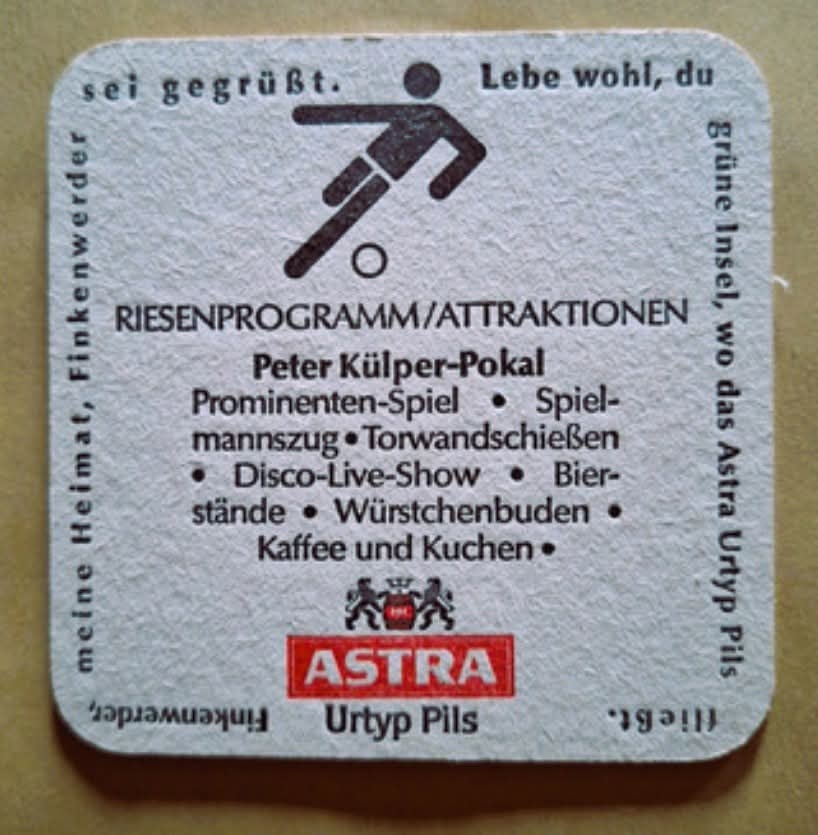 sei gegrüßt.
Lebe wohl, du
grüne Insel, wo das Astra Urtyp Pils
fließt.
Finkenwerder,
meine Heimat, Finkenwerder
RIESENPROGRAMM/ATTRAKTIONEN
Peter Külper-Pokal
Prominenten-Spiel • Spiel-
mannszug • Torwandschießen
• Disco-Live-Show • Bier-
stände • Würstchenbuden •
Kaffee und Kuchen •
ASTRA
Urtyp Pils